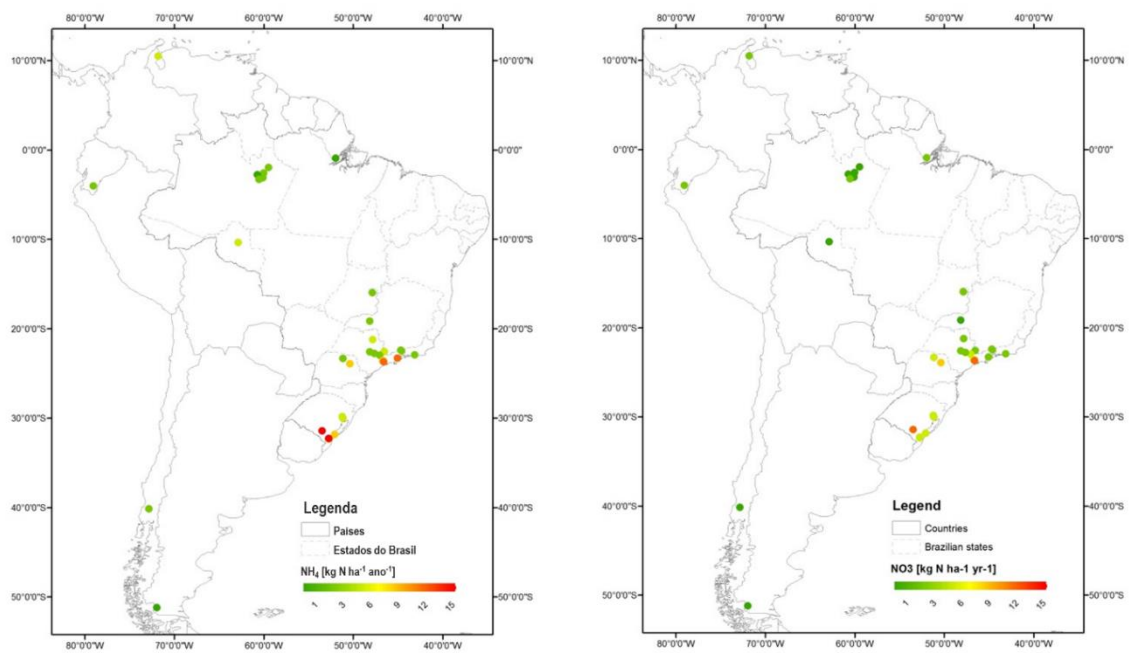 80°0'0"W 70°0'0"W 60°0'0"W 50°0'0"W 40°0'0"W
10°0'0"N 10°0'0"N
0°0'0"S 0°0'0"S
10°0'0"S 10°0'0"S
20°0'0"S 20°0'0"S
30°0'0"S 30°0'0"S
40°0'0"S 40°0'0"S
50°0'0"S 50°0'0"S
Legenda
Países
Estados do Brasil
NH₄ [kg N ha⁻¹ ano⁻¹]
1 3 6 9 12 15
80°0'0"W 70°0'0"W 60°0'0"W 50°0'0"W 40°0'0"W
80°0'0"W 70°0'0"W 60°0'0"W 50°0'0"W 40°0'0"W
10°0'0"N 10°0'0"N
0°0'0"S 0°0'0"S
10°0'0"S 10°0'0"S
20°0'0"S 20°0'0"S
30°0'0"S 30°0'0"S
40°0'0"S 40°0'0"S
50°0'0"S 50°0'0"S
Legend
Countries
Brazilian states
NO3 [kg N ha-1 yr-1]
1 3 6 9 12 15
80°0'0"W 70°0'0"W 60°0'0"W 50°0'0"W 40°0'0"W